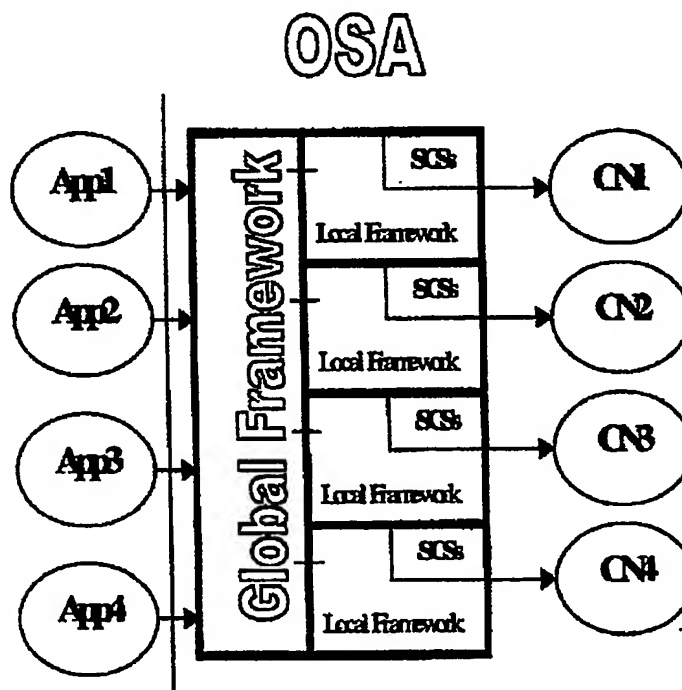 OSA
App1
App2
App3
App4
Global Framework
SCSs
Local Framework
SCSs
Local Framework
SCSs
Local Framework
SCSs
Local Framework
CN1
CN2
CN3
CN4